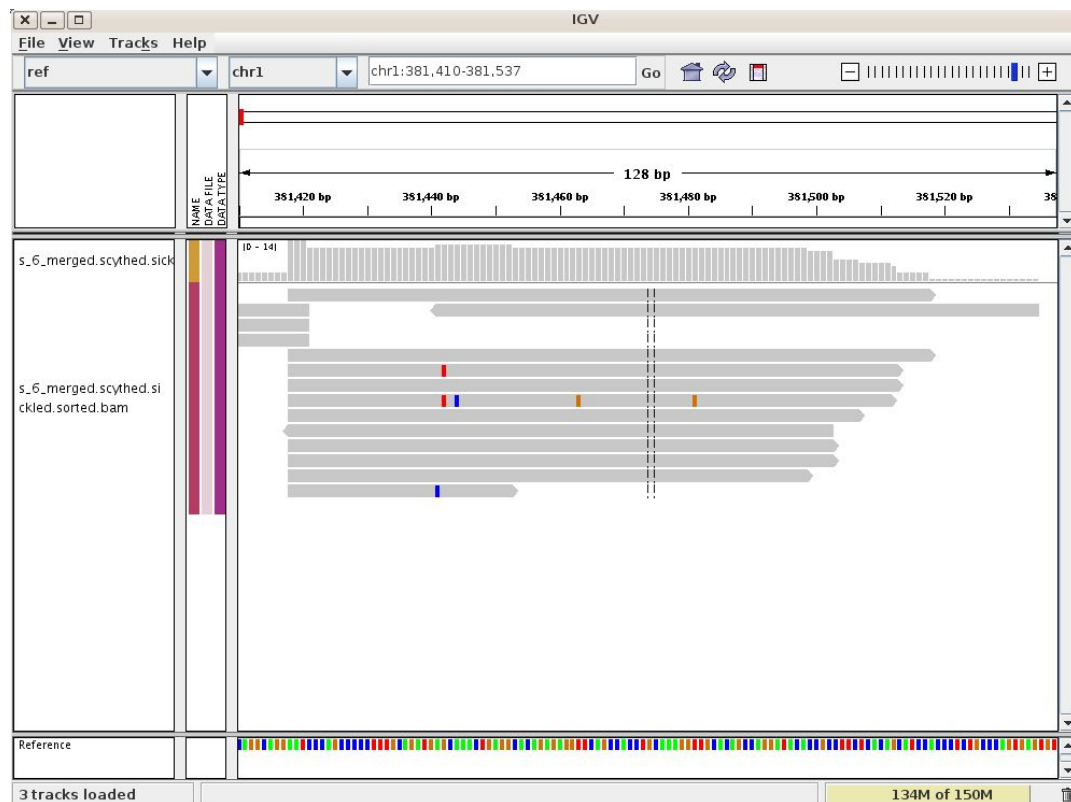 IGV
File View Tracks Help
ref chr1 chr1:381,410-381,537 Go
NAME
DATA FILE
DATA TYPE
128 bp
381,420 bp 381,440 bp 381,460 bp 381,480 bp 381,500 bp 381,520 bp 38
s_6_merged.scythed.sick
[0 - 14]
s_6_merged.scythed.si
ckled.sorted.bam
Reference
3 tracks loaded 134M of 150M